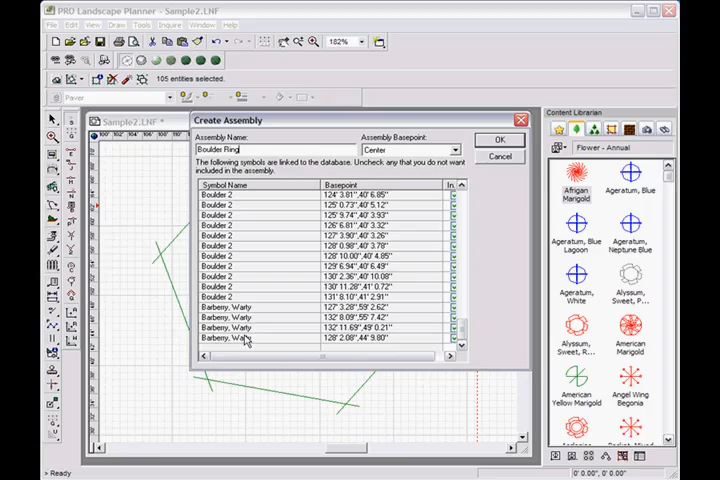 PRO Landscape Planner - Sample2.LNF
File Edit View Draw Tools Inquire Window Help
182%
105 entities selected.
Paver
Sample2.LNF *
Create Assembly
Assembly Name:
Assembly Basepoint:
OK
Boulder Ring
Center
Cancel
The following symbols are linked to the database. Uncheck any that you do not want
included in the assembly.
Symbol Name Basepoint In
Boulder 2 124' 3.81",40' 6.85"
Boulder 2 125' 0.73",40' 5.12"
Boulder 2 125' 9.74",40' 3.93"
Boulder 2 126' 6.81",40' 3.32"
Boulder 2 127' 3.90",40' 3.26"
Boulder 2 128' 0.98",40' 3.78"
Boulder 2 128' 10.00",40' 4.85"
Boulder 2 129' 6.94",40' 6.49"
Boulder 2 130' 2.36",40' 10.08"
Boulder 2 130' 11.28",41' 0.72"
Boulder 2 131' 8.10",41' 2.91"
Barberry, Warty 127' 3.28",59' 2.62"
Barberry, Warty 132' 8.09",55' 7.42"
Barberry, Warty 132' 11.69",49' 0.21"
Barberry, Warty 128' 2.08",44' 9.80"
Content Librarian
Flower - Annual
African
Marigold
Ageratum, Blue
Ageratum, Blue
Lagoon
Ageratum,
Neptune Blue
Ageratum,
White
Alyssum,
Sweet, P...
Alyssum,
Sweet, R...
American
Marigold
American
Yellow Marigold
Angel Wing
Begonia
> Ready
0' 0.00", 0' 0.00"